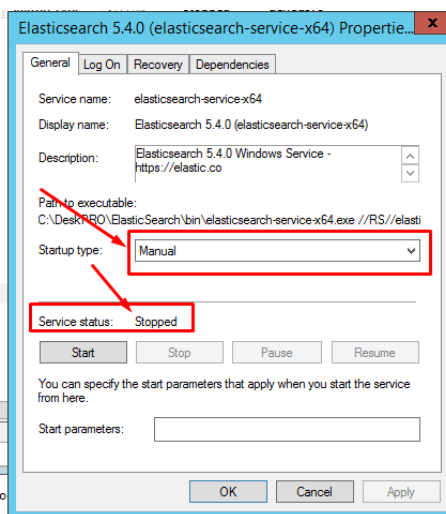 Elasticsearch 5.4.0 (elasticsearch-service-x64) Propertie... x
General Log On Recovery Dependencies
Service name: elasticsearch-service-x64
Display name: Elasticsearch 5.4.0 (elasticsearch-service-x64)
Description: Elasticsearch 5.4.0 Windows Service -
https://elastic.co
Path to executable:
C:\DeskPRO\ElasticSearch\bin\elasticsearch-service-x64.exe //RS//elasti
Startup type: Manual
Service status: Stopped
Start Stop Pause Resume
You can specify the start parameters that apply when you start the service
from here.
Start parameters:
OK Cancel Apply